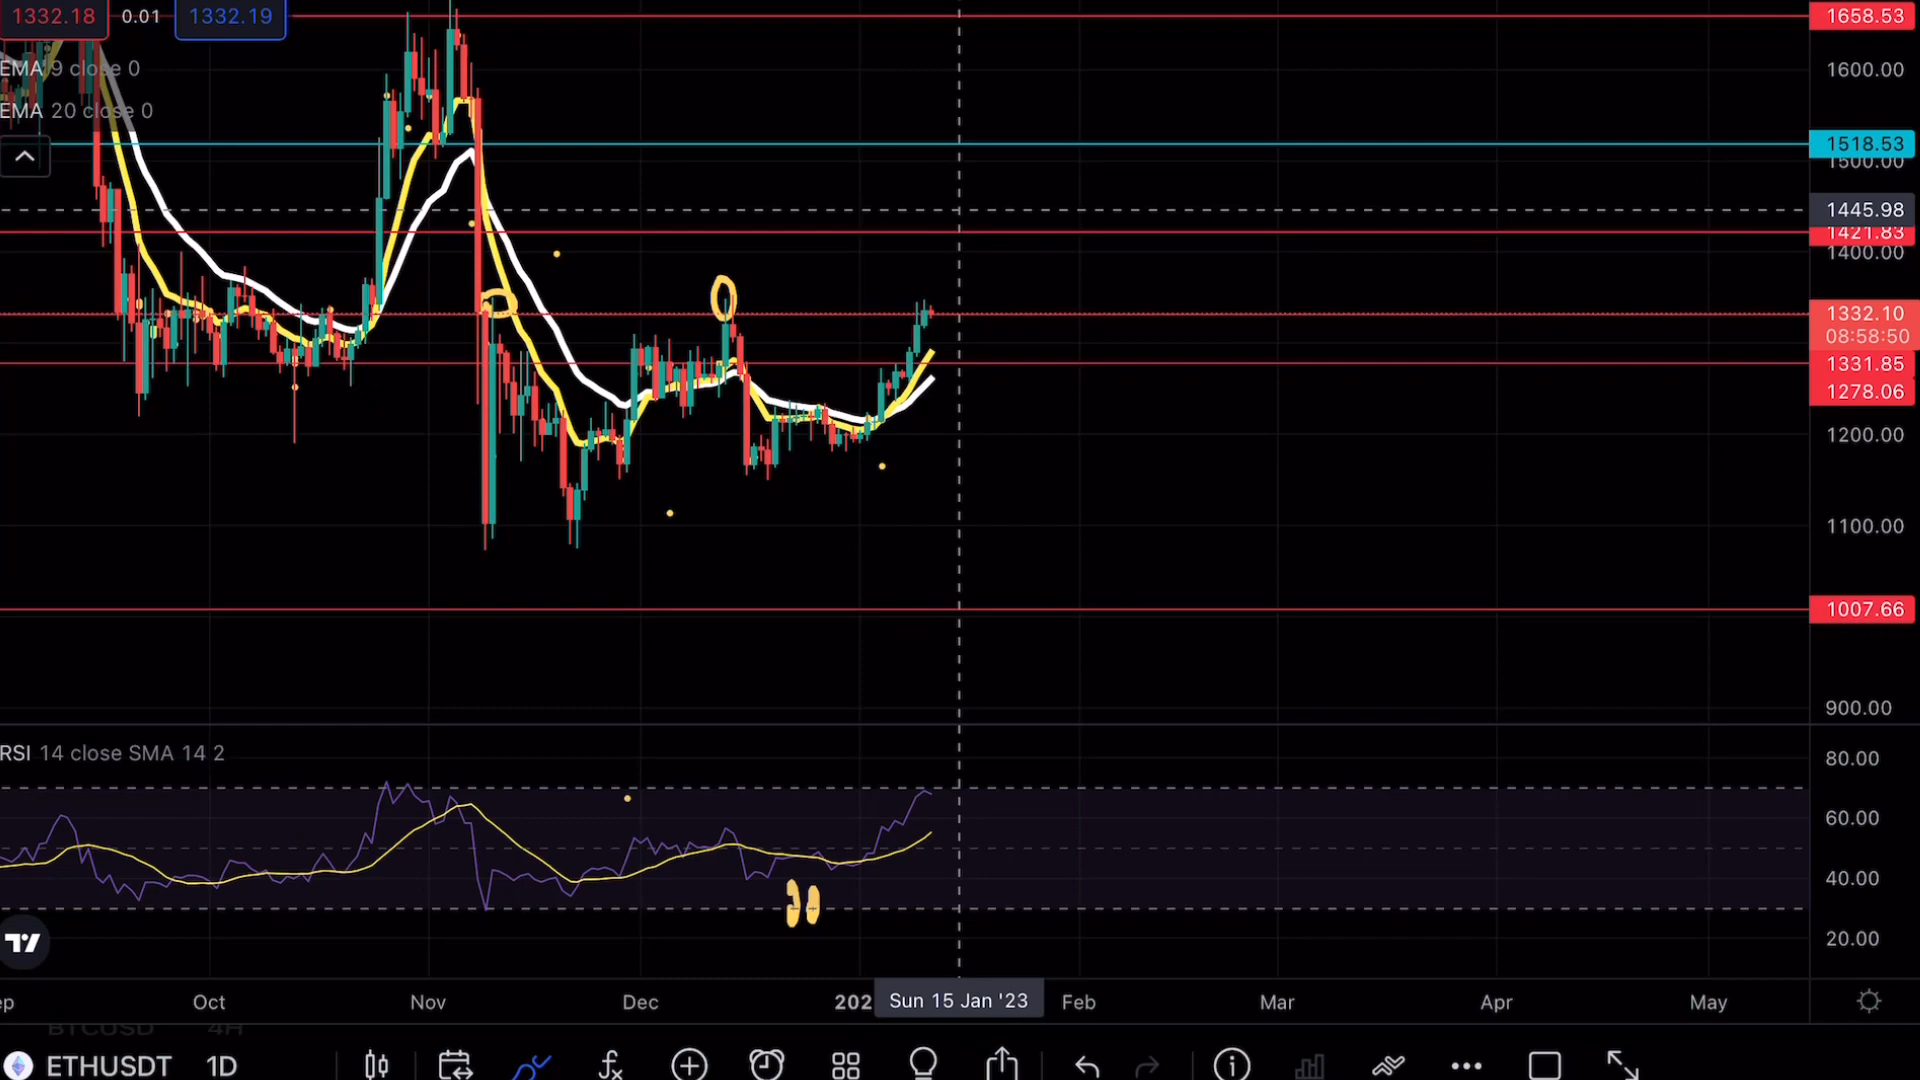 1332.18 0.01 1332.19
1658.53
1600.00
EMA 9 close 0
EMA 20 close 0
1518.53
1500.00
1445.98
1421.83
1400.00
1332.10
08:58:50
1331.85
1278.06
1200.00
1100.00
1007.66
900.00
RSI 14 close SMA 14 2
80.00
60.00
40.00
20.00
ep Oct Nov Dec 202 Sun 15 Jan '23 Feb Mar Apr May
BTCUSD 4H
ETHUSDT 1D